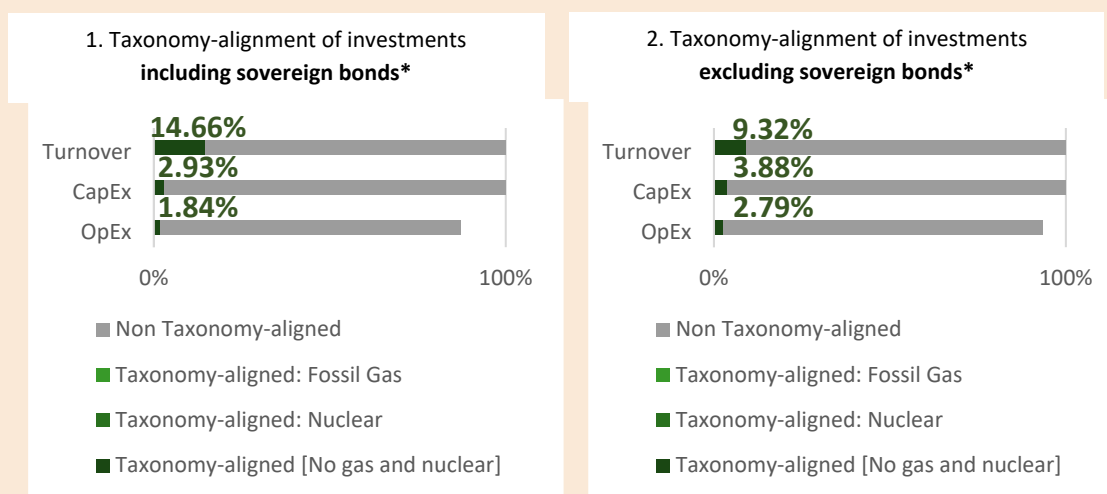 1. Taxonomy-alignment of investments
including sovereign bonds*
14.66%
Turnover
2.93%
CapEx
1.84%
OpEx
0%
100%
Non Taxonomy-aligned
Taxonomy-aligned: Fossil Gas
Taxonomy-aligned: Nuclear
Taxonomy-aligned [No gas and nuclear]
2. Taxonomy-alignment of investments
excluding sovereign bonds*
9.32%
Turnover
3.88%
CapEx
2.79%
OpEx
0%
100%
Non Taxonomy-aligned
Taxonomy-aligned: Fossil Gas
Taxonomy-aligned: Nuclear
Taxonomy-aligned [No gas and nuclear]